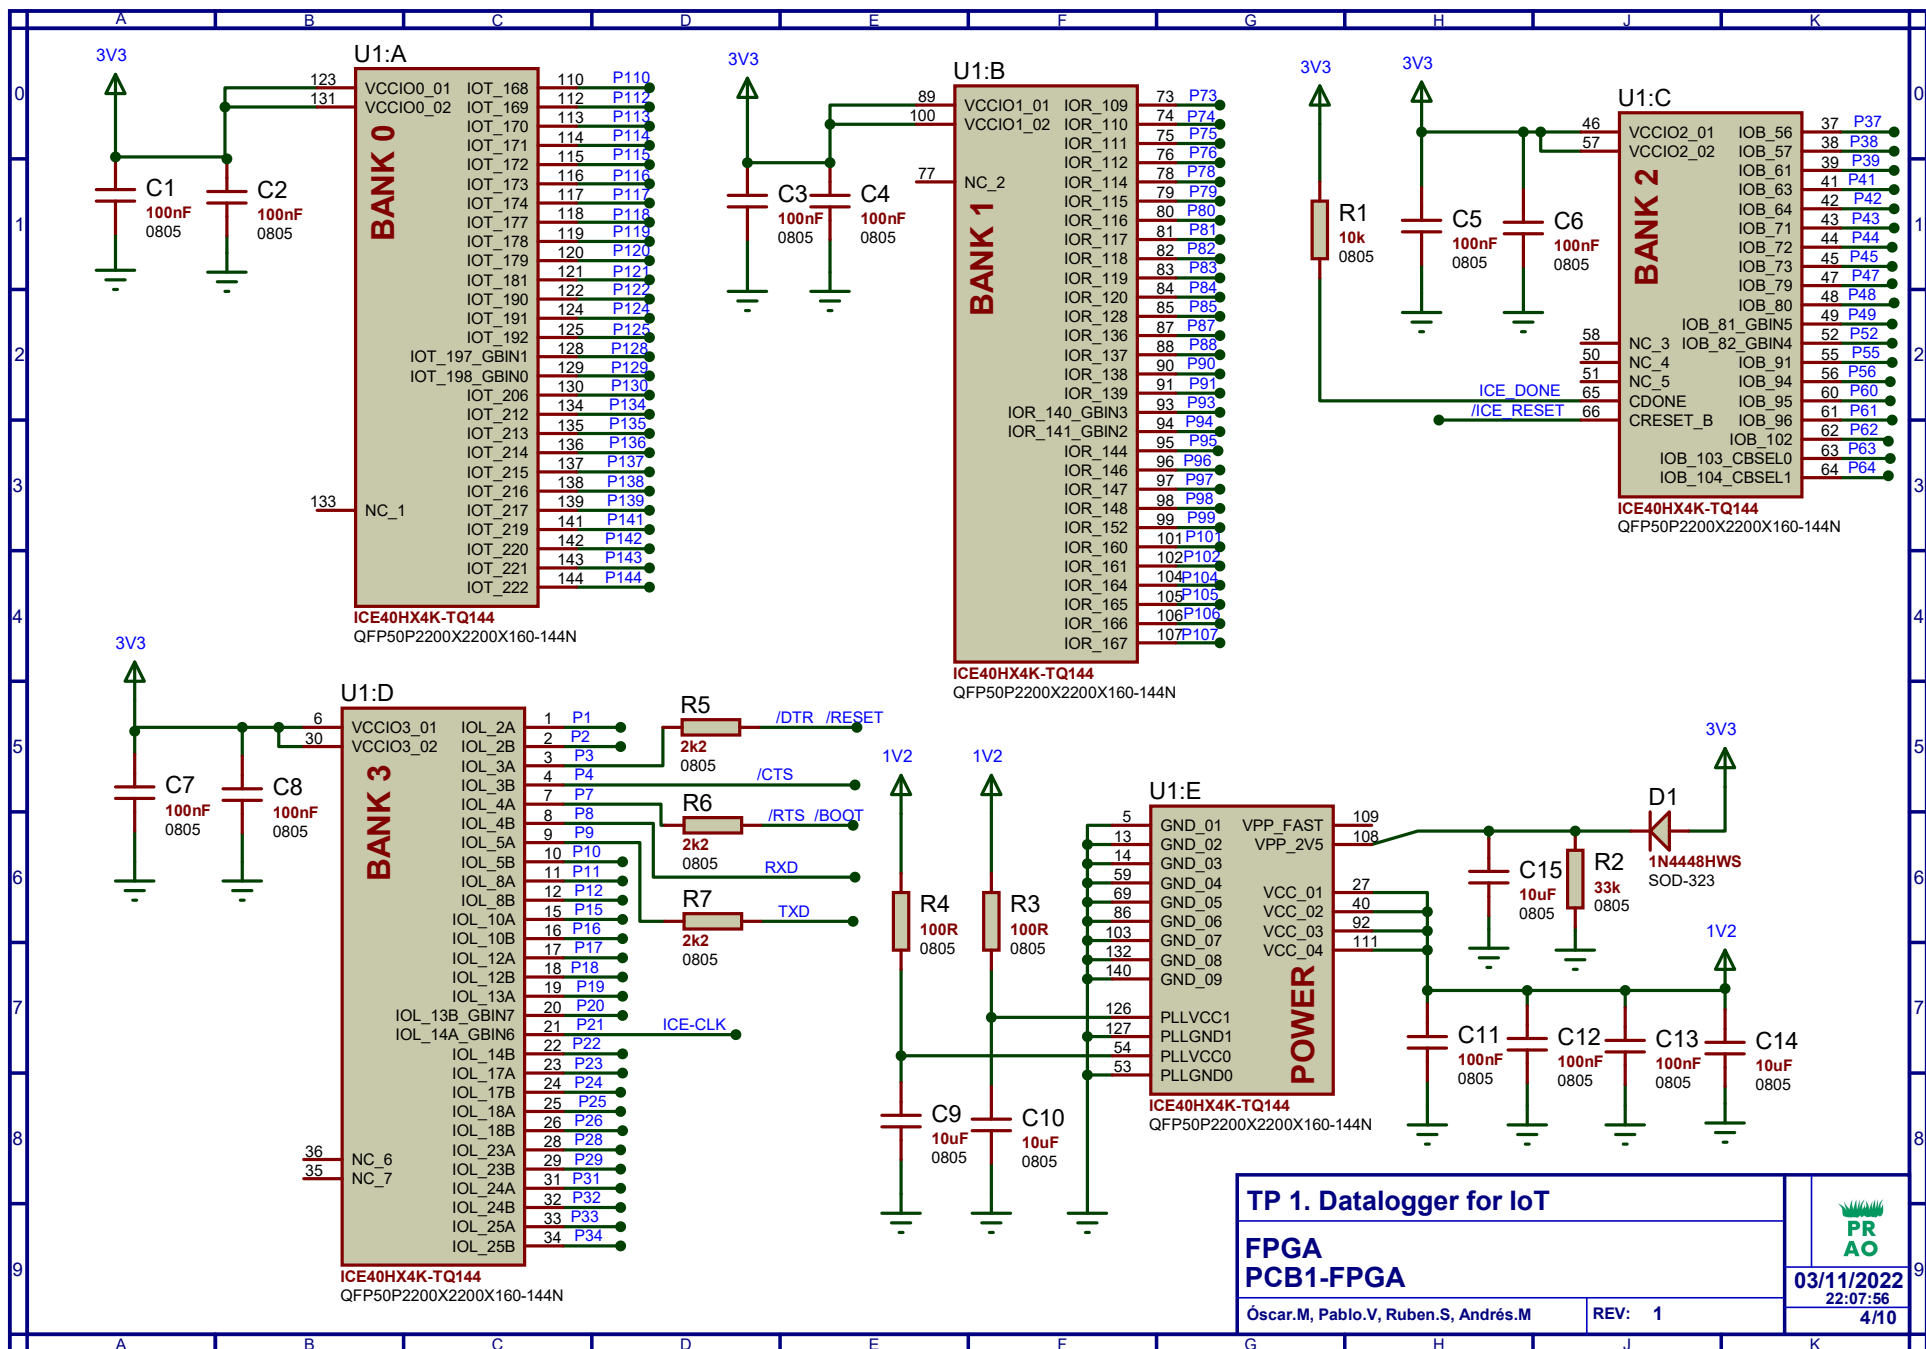 A B C D E F G H J K
0 0
1 1
2 2
3 3
4 4
5 5
6 6
7 7
8 8
9 9
U1:A
3V3
123 VCCIO0_01 IOT_168 110 P110
131 VCCIO0_02 IOT_169 112 P112
IOT_170 113 P113
IOT_171 114 P114
IOT_172 115 P115
IOT_173 116 P116
IOT_174 117 P117
IOT_177 118 P118
IOT_178 119 P119
IOT_179 120 P120
IOT_181 121 P121
IOT_190 122 P122
IOT_191 124 P124
IOT_192 125 P125
IOT_197_GBIN1 128 P128
IOT_198_GBIN0 129 P129
IOT_206 130 P130
IOT_212 134 P134
IOT_213 135 P135
IOT_214 136 P136
IOT_215 137 P137
IOT_216 138 P138
133 NC_1 IOT_217 139 P139
IOT_219 141 P141
IOT_220 142 P142
IOT_221 143 P143
IOT_222 144 P144
BANK 0
C1
100nF
0805
C2
100nF
0805
ICE40HX4K-TQ144
QFP50P2200X2200X160-144N
U1:B
3V3
89 VCCIO1_01 IOR_109 73 P73
100 VCCIO1_02 IOR_110 74 P74
IOR_111 75 P75
IOR_112 76 P76
77 NC_2 IOR_114 78 P78
IOR_115 79 P79
IOR_116 80 P80
IOR_117 81 P81
IOR_118 82 P82
IOR_119 83 P83
IOR_120 84 P84
IOR_128 85 P85
IOR_136 87 P87
IOR_137 88 P88
IOR_138 90 P90
IOR_139 91 P91
IOR_140_GBIN3 93 P93
IOR_141_GBIN2 94 P94
IOR_144 95 P95
IOR_146 96 P96
IOR_147 97 P97
IOR_148 98 P98
IOR_152 99 P99
IOR_160 101 P101
IOR_161 102 P102
IOR_164 104 P104
IOR_165 105 P105
IOR_166 106 P106
IOR_167 107 P107
BANK 1
C3
100nF
0805
C4
100nF
0805
ICE40HX4K-TQ144
QFP50P2200X2200X160-144N
3V3
R1
10k
0805
3V3
C5
100nF
0805
C6
100nF
0805
U1:C
46 VCCIO2_01 IOB_56 37 P37
57 VCCIO2_02 IOB_57 38 P38
IOB_61 39 P39
IOB_63 41 P41
IOB_64 42 P42
IOB_71 43 P43
IOB_72 44 P44
IOB_73 45 P45
IOB_79 47 P47
IOB_80 48 P48
IOB_81_GBIN5 49 P49
58 NC_3 IOB_82_GBIN4 52 P52
50 NC_4 IOB_91 55 P55
51 NC_5 IOB_94 56 P56
ICE_DONE 65 CDONE IOB_95 60 P60
/ICE_RESET 66 CRESET_B IOB_96 61 P61
IOB_102 62 P62
IOB_103_CBSEL0 63 P63
IOB_104_CBSEL1 64 P64
BANK 2
ICE40HX4K-TQ144
QFP50P2200X2200X160-144N
3V3
U1:D
6 VCCIO3_01 IOL_2A 1 P1
30 VCCIO3_02 IOL_2B 2 P2
IOL_3A 3 P3
IOL_3B 4 P4
IOL_4A 7 P7
IOL_4B 8 P8
IOL_5A 9 P9
IOL_5B 10 P10
IOL_8A 11 P11
IOL_8B 12 P12
IOL_10A 15 P15
IOL_10B 16 P16
IOL_12A 17 P17
IOL_12B 18 P18
IOL_13A 19 P19
IOL_13B_GBIN7 20 P20
IOL_14A_GBIN6 21 P21 ICE-CLK
IOL_14B 22 P22
IOL_17A 23 P23
IOL_17B 24 P24
IOL_18A 25 P25
IOL_18B 26 P26
IOL_23A 28 P28
36 NC_6 IOL_23B 29 P29
35 NC_7 IOL_24A 31 P31
IOL_24B 32 P32
IOL_25A 33 P33
IOL_25B 34 P34
BANK 3
C7
100nF
0805
C8
100nF
0805
ICE40HX4K-TQ144
QFP50P2200X2200X160-144N
R5
2k2
0805
/DTR /RESET
/CTS
R6
2k2
0805
/RTS /BOOT
RXD
R7
2k2
0805
TXD
1V2
R4
100R
0805
C9
10uF
0805
1V2
R3
100R
0805
C10
10uF
0805
U1:E
5 GND_01 VPP_FAST 109
13 GND_02 VPP_2V5 108
14 GND_03
59 GND_04 VCC_01 27
69 GND_05 VCC_02 40
86 GND_06 VCC_03 92
103 GND_07 VCC_04 111
132 GND_08
140 GND_09
126 PLLVCC1
127 PLLGND1
54 PLLVCC0
53 PLLGND0
POWER
ICE40HX4K-TQ144
QFP50P2200X2200X160-144N
3V3
D1
1N4448HWS
SOD-323
C15
10uF
0805
R2
33k
0805
1V2
C11
100nF
0805
C12
100nF
0805
C13
100nF
0805
C14
10uF
0805
TP 1. Datalogger for IoT
FPGA
PCB1-FPGA
Óscar.M, Pablo.V, Ruben.S, Andrés.M
REV: 1
PR
AO
03/11/2022
22:07:56
4/10
A B C D E F G H J K